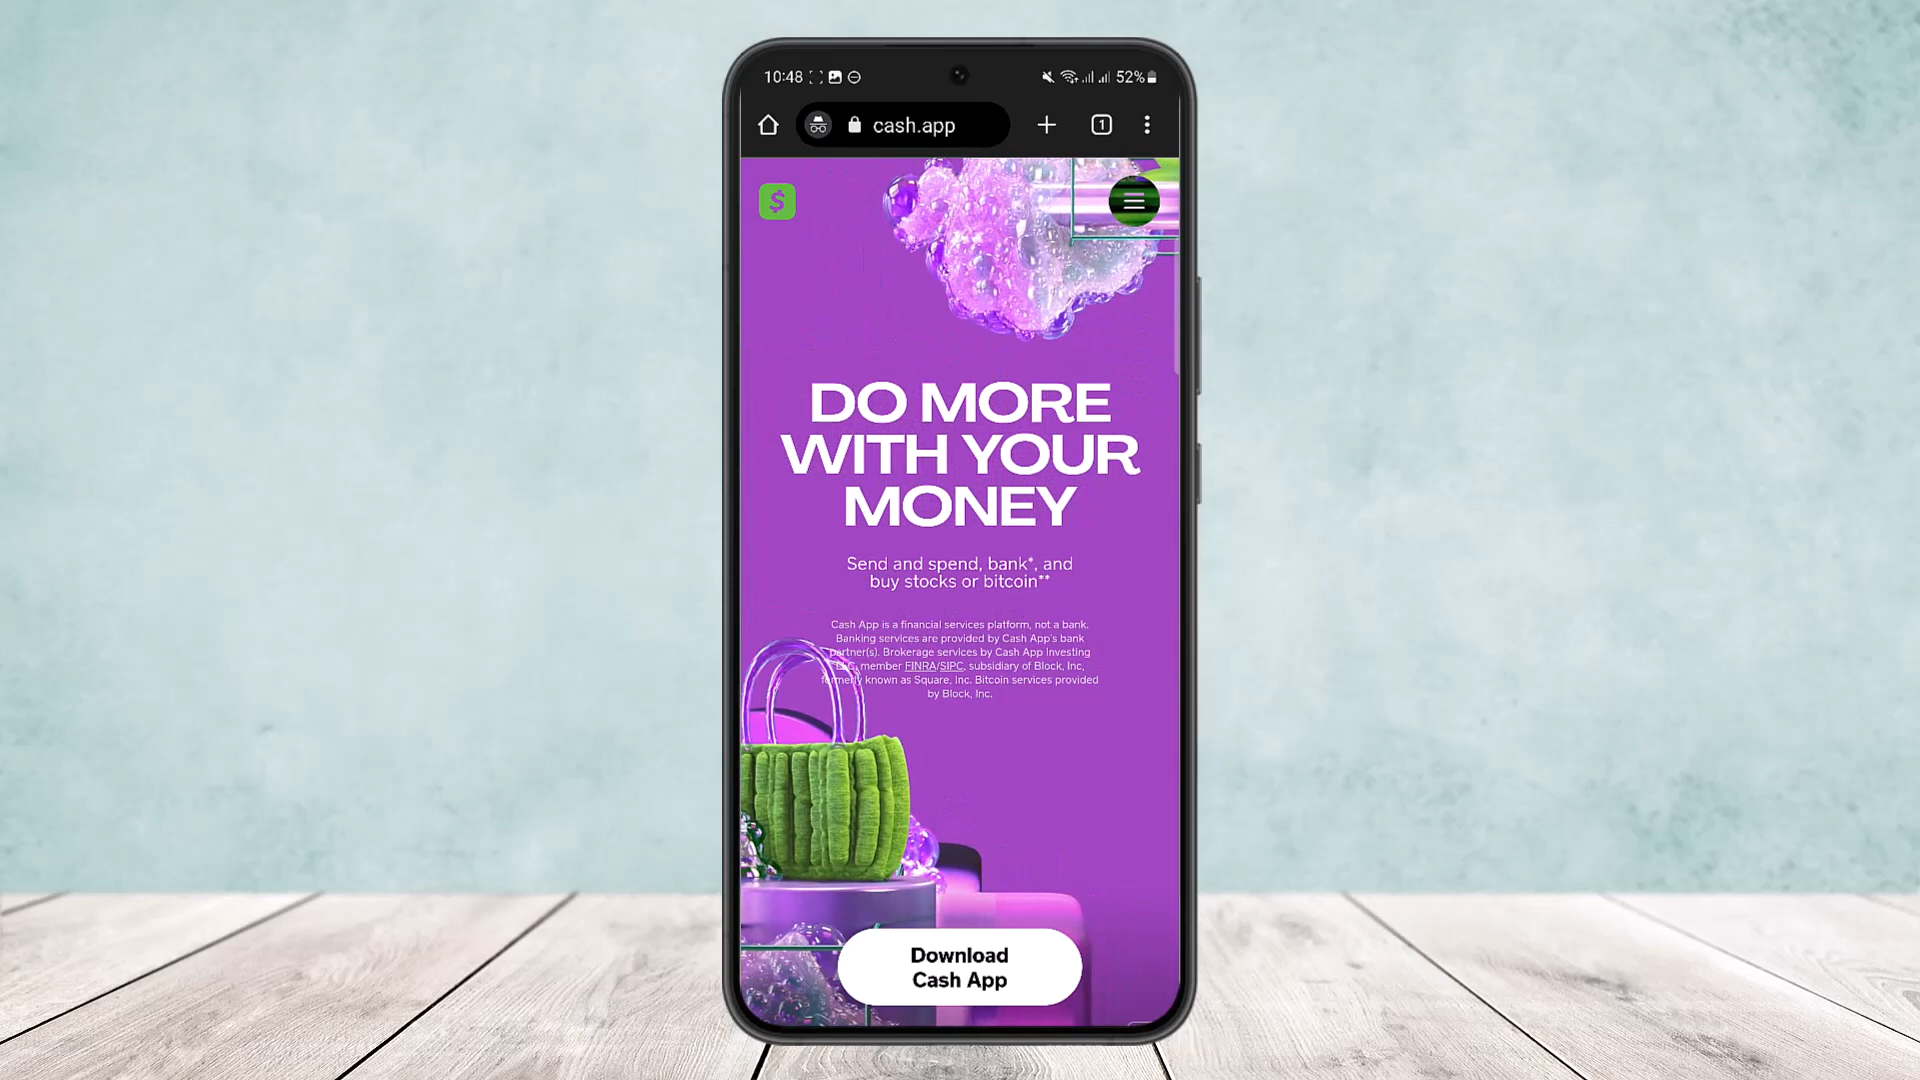 10:48 52%
cash.app 1
$
DO MORE
WITH YOUR
MONEY
Send and spend, bank*, and
buy stocks or bitcoin**
Cash App is a financial services platform, not a bank.
Banking services are provided by Cash App's bank
partner(s). Brokerage services by Cash App Investing
LLC, member FINRA/SIPC, subsidiary of Block, Inc,
formerly known as Square, Inc. Bitcoin services provided
by Block, Inc.
Download
Cash App